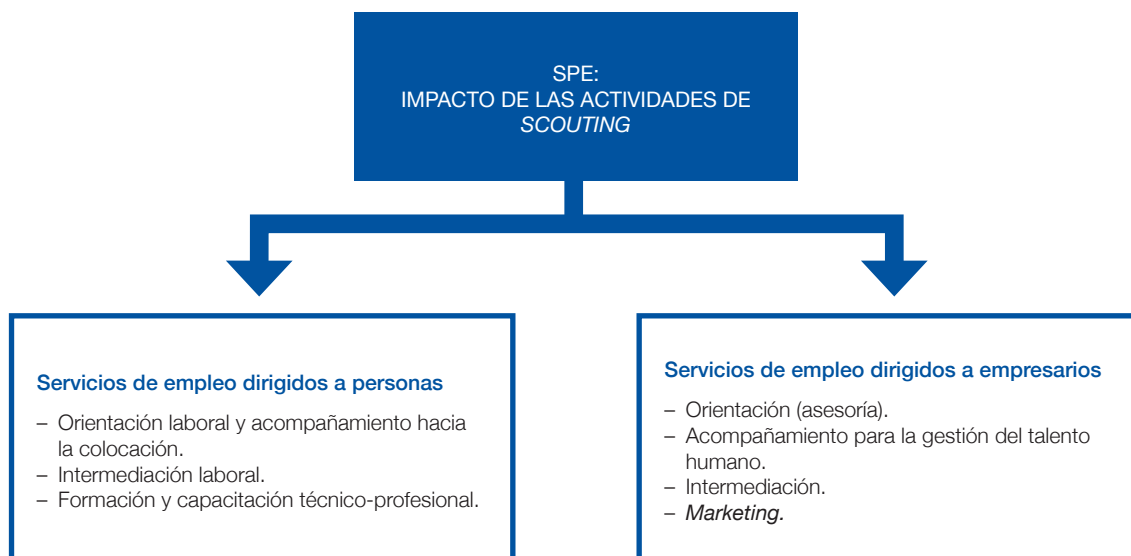 SPE:
IMPACTO DE LAS ACTIVIDADES DE
SCOUTING
Servicios de empleo dirigidos a personas
– Orientación laboral y acompañamiento hacia
la colocación.
– Intermediación laboral.
– Formación y capacitación técnico-profesional.
Servicios de empleo dirigidos a empresarios
– Orientación (asesoría).
– Acompañamiento para la gestión del talento
humano.
– Intermediación.
– Marketing.